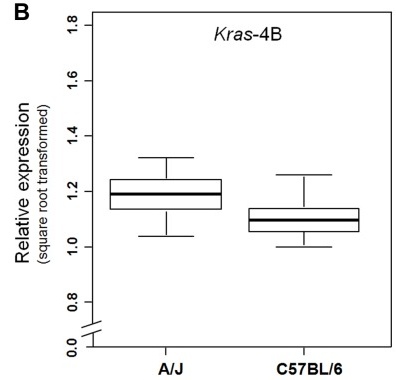 B
Kras-4B
Relative expression
(square root transformed)
1.8
1.6
1.4
1.2
1.0
0.8
0.0
A/J
C57BL/6